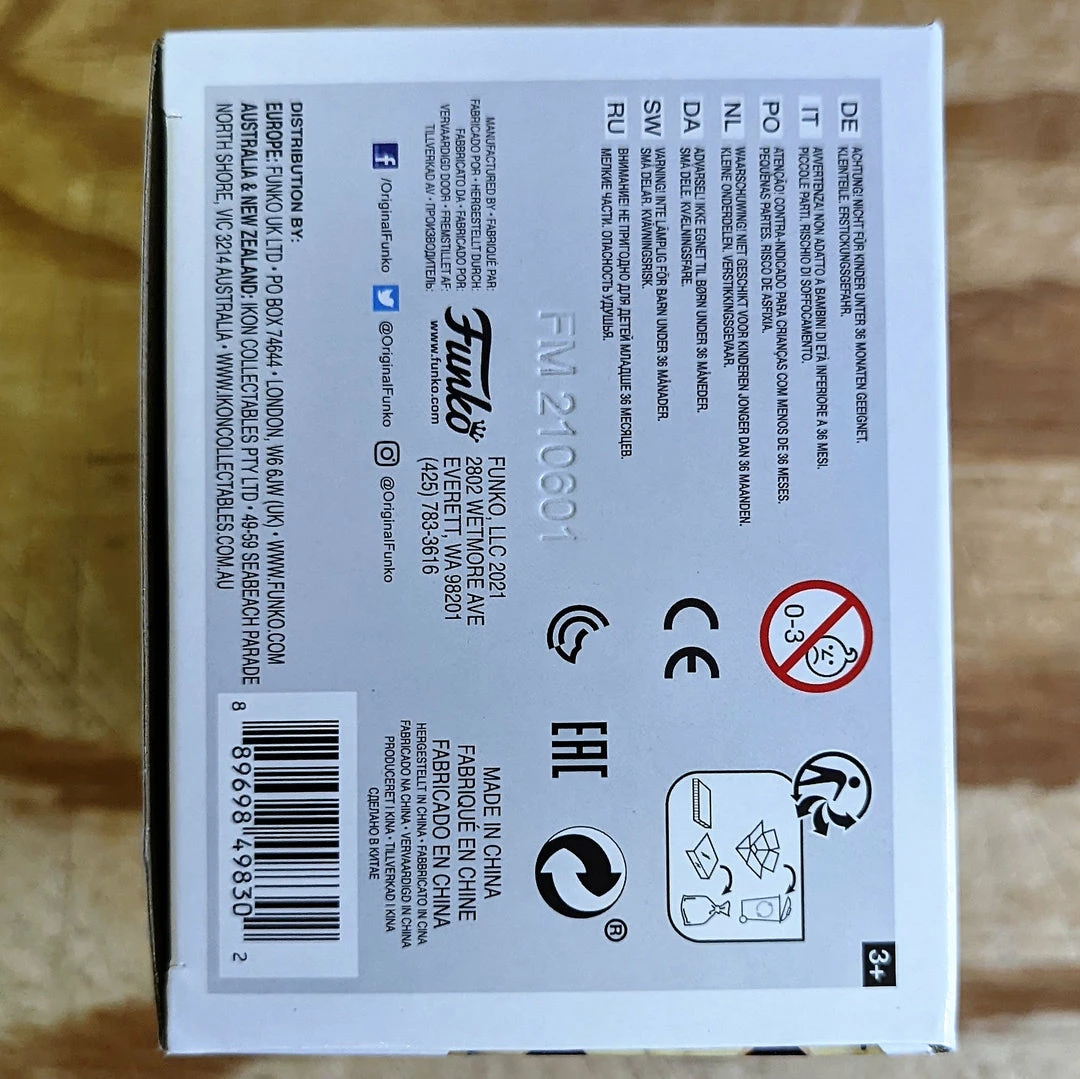 3+
DE ACHTUNG! NICHT FÜR KINDER UNTER 36 MONATEN GEEIGNET.
KLEINTEILE. ERSTICKUNGSGEFAHR.
IT AVVERTENZA! NON ADATTO A BAMBINI DI ETÀ INFERIORE A 36 MESI.
PICCOLE PARTI. RISCHIO DI SOFFOCAMENTO.
PO ATENÇÃO! CONTRA-INDICADO PARA CRIANÇAS COM MENOS DE 36 MESES.
PEQUENAS PARTES. RISCO DE ASFIXIA.
NL WAARSCHUWING! NIET GESCHIKT VOOR KINDEREN JONGER DAN 36 MAANDEN.
KLEINE ONDERDELEN. VERSTIKKINGSGEVAAR.
DA ADVARSEL! IKKE EGNET TIL BØRN UNDER 36 MÅNEDER.
SMÅ DELE. KVÆLNINGSFARE.
SW VARNING! INTE LÄMPLIG FÖR BARN UNDER 36 MÅNADER.
SMÅ DELAR. KVÄVNINGSRISK.
RU ВНИМАНИЕ! НЕ ПРИГОДНО ДЛЯ ДЕТЕЙ МЛАДШЕ 36 МЕСЯЦЕВ.
МЕЛКИЕ ЧАСТИ. ОПАСНОСТЬ УДУШЬЯ.
0-3
CE
FM 210601
EAC
®
MANUFACTURED BY • FABRIQUÉ PAR:
FABRICADO POR • HERGESTELLT DURCH:
FABBRICATO DA • FABRICADO POR:
VERVAARDIGD DOOR • FREMSTILLET AF:
TILLVERKAD AV • ПРОИЗВОДИТЕЛЬ:
Funko
www.funko.com
FUNKO, LLC 2021
2802 WETMORE AVE
EVERETT, WA 98201
(425) 783-3616
MADE IN CHINA
FABRIQUÉ EN CHINE
FABRICADO EN CHINA
HERGESTELLT IN CHINA • FABBRICATO IN CINA
FABRICADO NA CHINA • VERVAARDIGD IN CHINA
PRODUCERET I KINA • TILLVERKAD I KINA
СДЕЛАНО В КИТАЕ
f /OriginalFunko @OriginalFunko @OriginalFunko
DISTRIBUTION BY:
EUROPE: FUNKO UK LTD • PO BOX 74644 • LONDON, W6 6JW (UK) • WWW.FUNKO.COM
AUSTRALIA & NEW ZEALAND: IKON COLLECTABLES PTY LTD • 49-59 SEABEACH PARADE
NORTH SHORE, VIC 3214 AUSTRALIA • WWW.IKONCOLLECTABLES.COM.AU
8 89698 49830 2